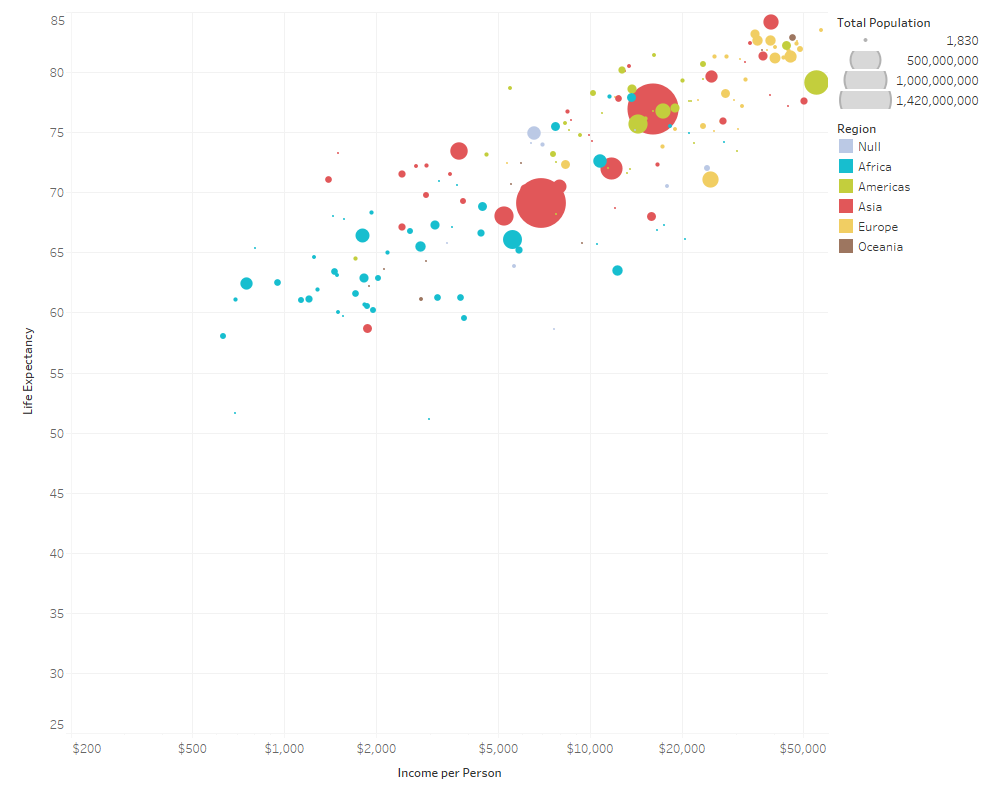 85
80
75
70
65
60
55
50
45
40
35
30
25
Life Expectancy
$200
$500
$1,000
$2,000
$5,000
$10,000
$20,000
$50,000
Income per Person
Total Population
1,830
500,000,000
1,000,000,000
1,420,000,000
Region
Null
Africa
Americas
Asia
Europe
Oceania